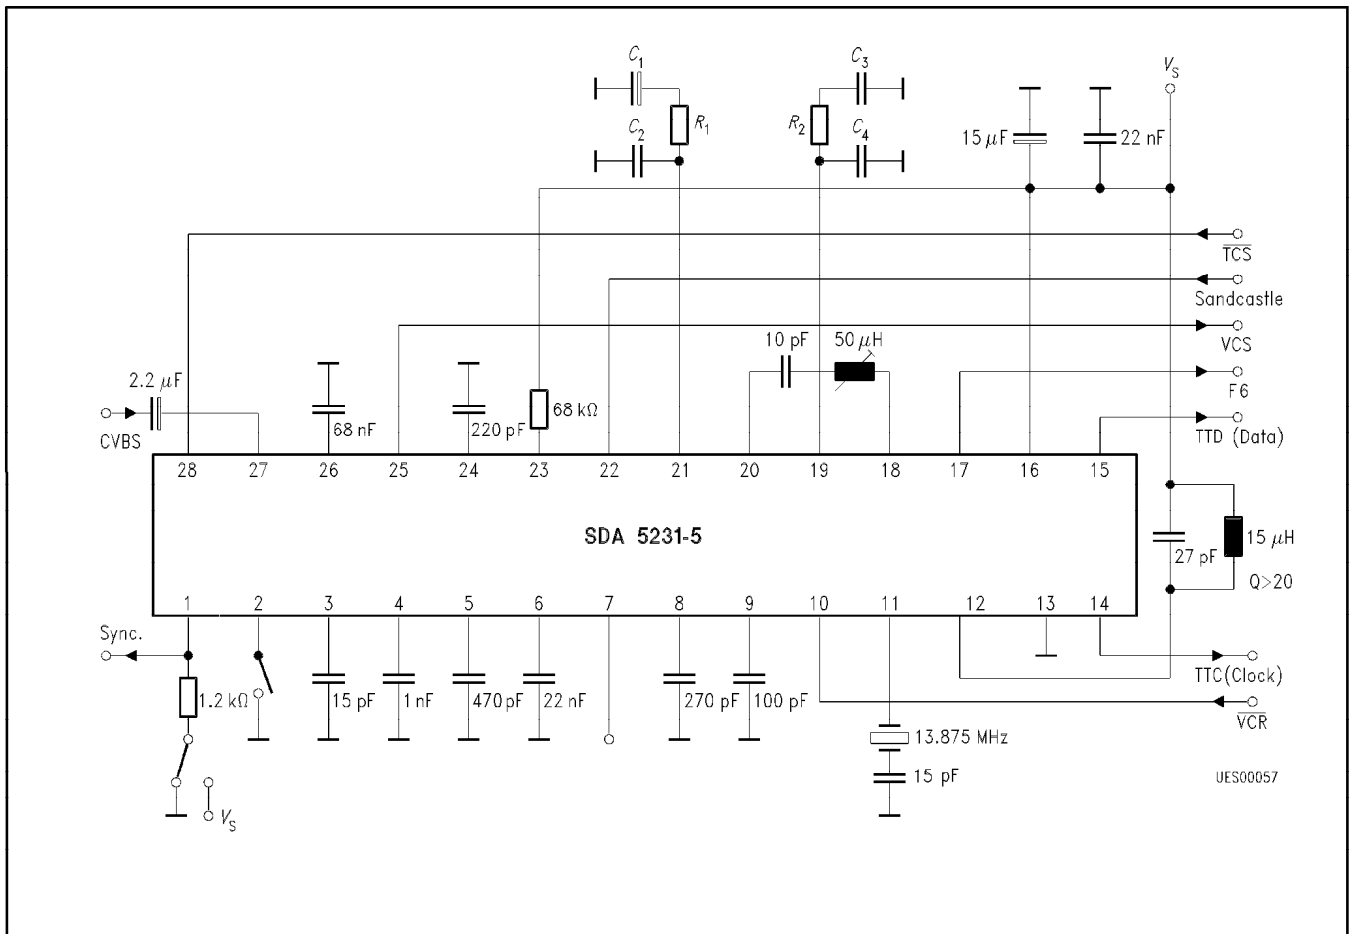 C1
C3
VS
C2
R1
R2
C4
15 µF
22 nF
TCS
Sandcastle
VCS
F6
TTD (Data)
10 pF
50 µH
2.2 µF
CVBS
68 nF
220 pF
68 kΩ
28 27 26 25 24 23 22 21 20 19 18 17 16 15
SDA 5231-5
27 pF
15 µH
Q>20
1 2 3 4 5 6 7 8 9 10 11 12 13 14
Sync.
1.2 kΩ
15 pF
1 nF
470 pF
22 nF
270 pF
100 pF
TTC(Clock)
VCR
13.875 MHz
15 pF
UES00057
VS